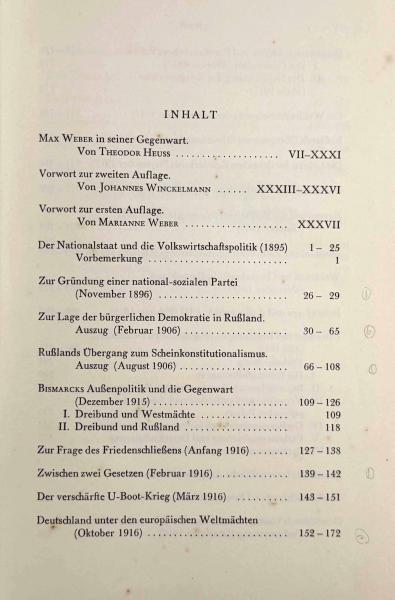 INHALT
MAX WEBER in seiner Gegenwart.
Von THEODOR HEUSS .................... VII–XXXI
Vorwort zur zweiten Auflage.
Von JOHANNES WINCKELMANN ...... XXXIII–XXXVI
Vorwort zur ersten Auflage.
Von MARIANNE WEBER .................... XXXVII
Der Nationalstaat und die Volkswirtschaftspolitik (1895) 1– 25
Vorbemerkung ............................ 1
Zur Gründung einer national-sozialen Partei
(November 1896) .......................... 26– 29
Zur Lage der bürgerlichen Demokratie in Rußland.
Auszug (Februar 1906) ..................... 30– 65
Rußlands Übergang zum Scheinkonstitutionalismus.
Auszug (August 1906) ...................... 66–108
BISMARCKS Außenpolitik und die Gegenwart
(Dezember 1915) .......................... 109–126
I. Dreibund und Westmächte ................. 109
II. Dreibund und Rußland .................... 118
Zur Frage des Friedenschließens (Anfang 1916) ....... 127–138
Zwischen zwei Gesetzen (Februar 1916) ............ 139–142
Der verschärfte U-Boot-Krieg (März 1916) .......... 143–151
Deutschland unter den europäischen Weltmächten
(Oktober 1916) ........................... 152–172